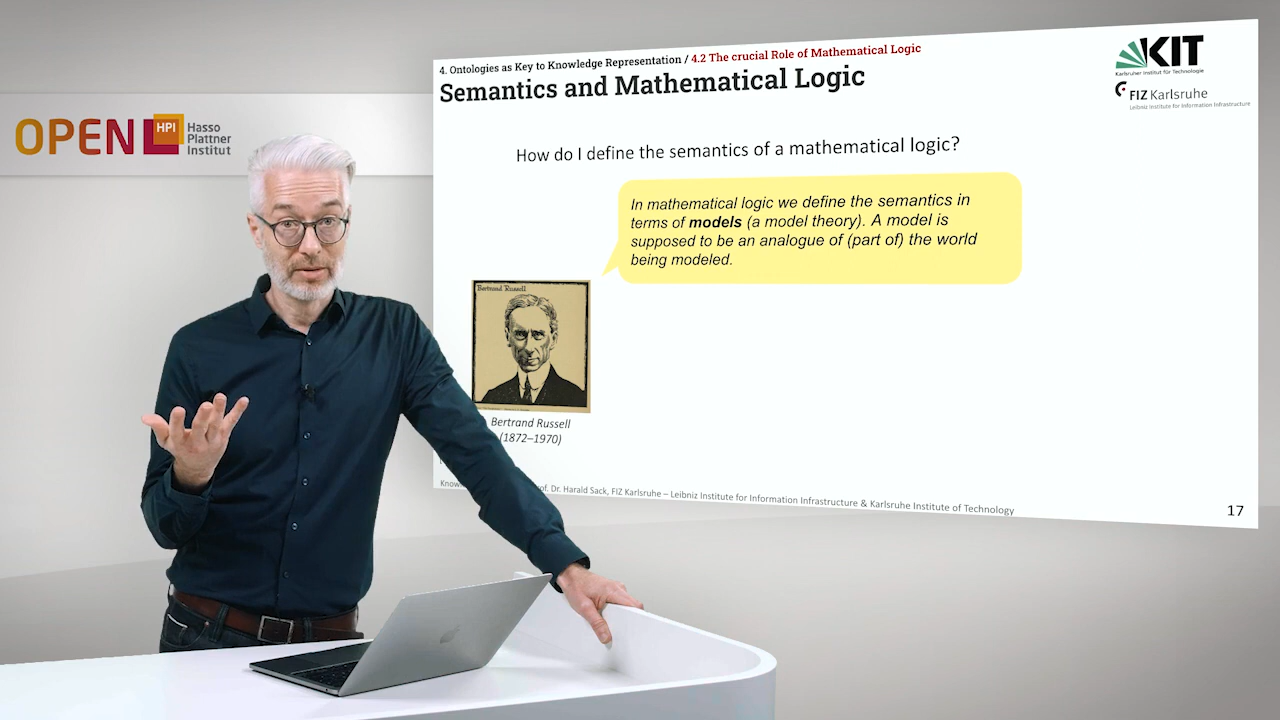 OPEN HPI Hasso
Plattner
Institut
4. Ontologies as Key to Knowledge Representation / 4.2 The crucial Role of Mathematical Logic
Semantics and Mathematical Logic
KIT
Karlsruher Institut für Technologie
FIZ Karlsruhe
Leibniz Institute for Information Infrastructure
How do I define the semantics of a mathematical logic?
In mathematical logic we define the semantics in
terms of models (a model theory). A model is
supposed to be an analogue of (part of) the world
being modeled.
Bertrand Russell
Bertrand Russell
(1872–1970)
Dr. Harald Sack, FIZ Karlsruhe – Leibniz Institute for Information Infrastructure & Karlsruhe Institute of Technology
17